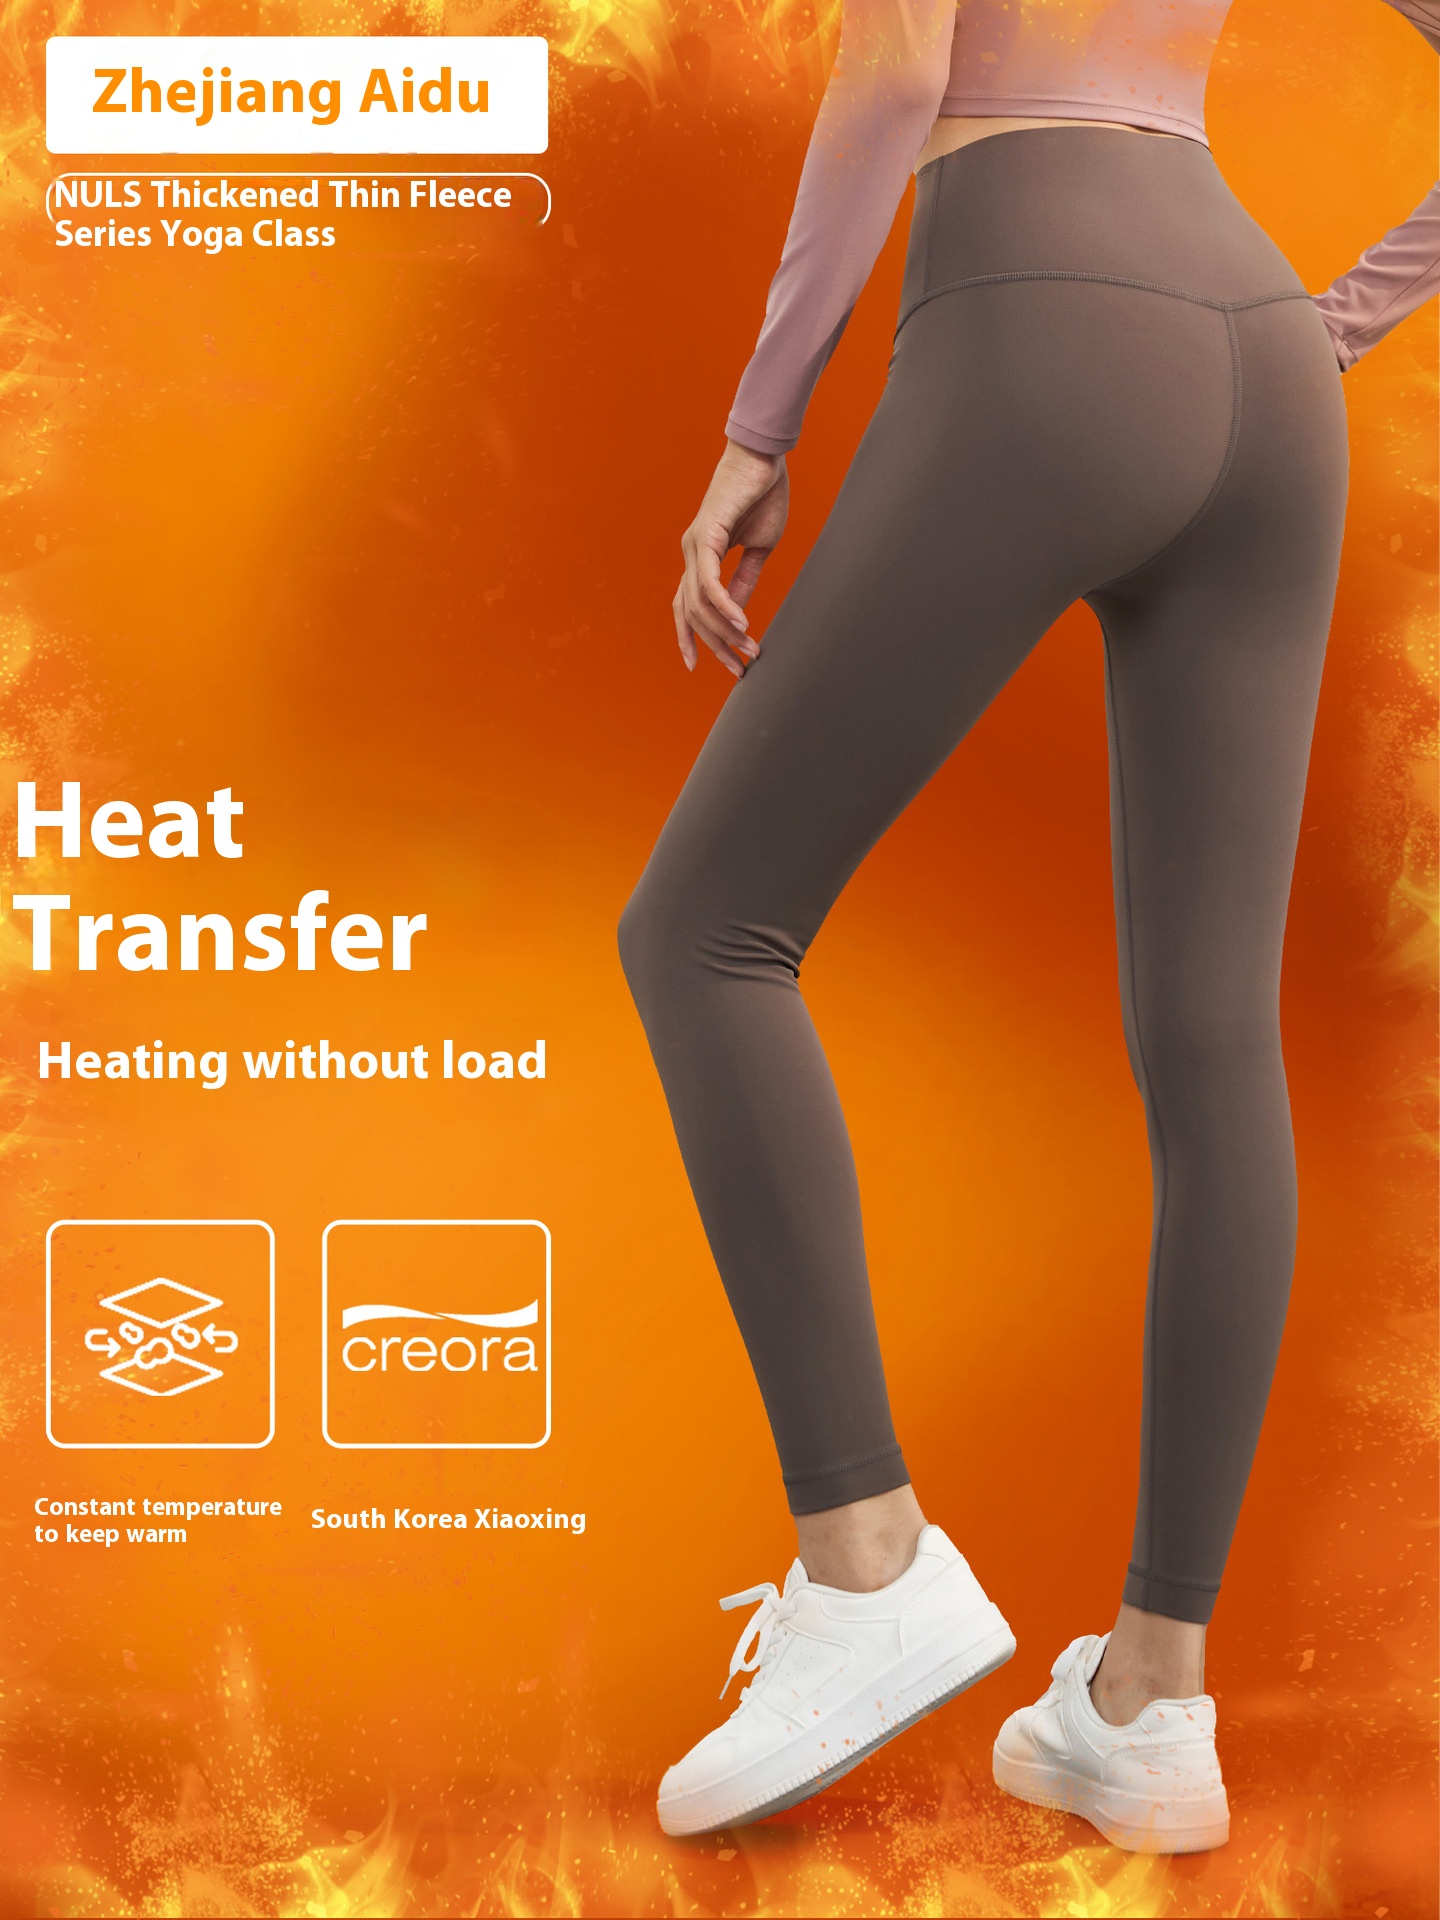 Zhejiang Aidu
NULS Thickened Thin Fleece
Series Yoga Class
Heat
Transfer
Heating without load
creora
Constant temperature
to keep warm
South Korea Xiaoxing